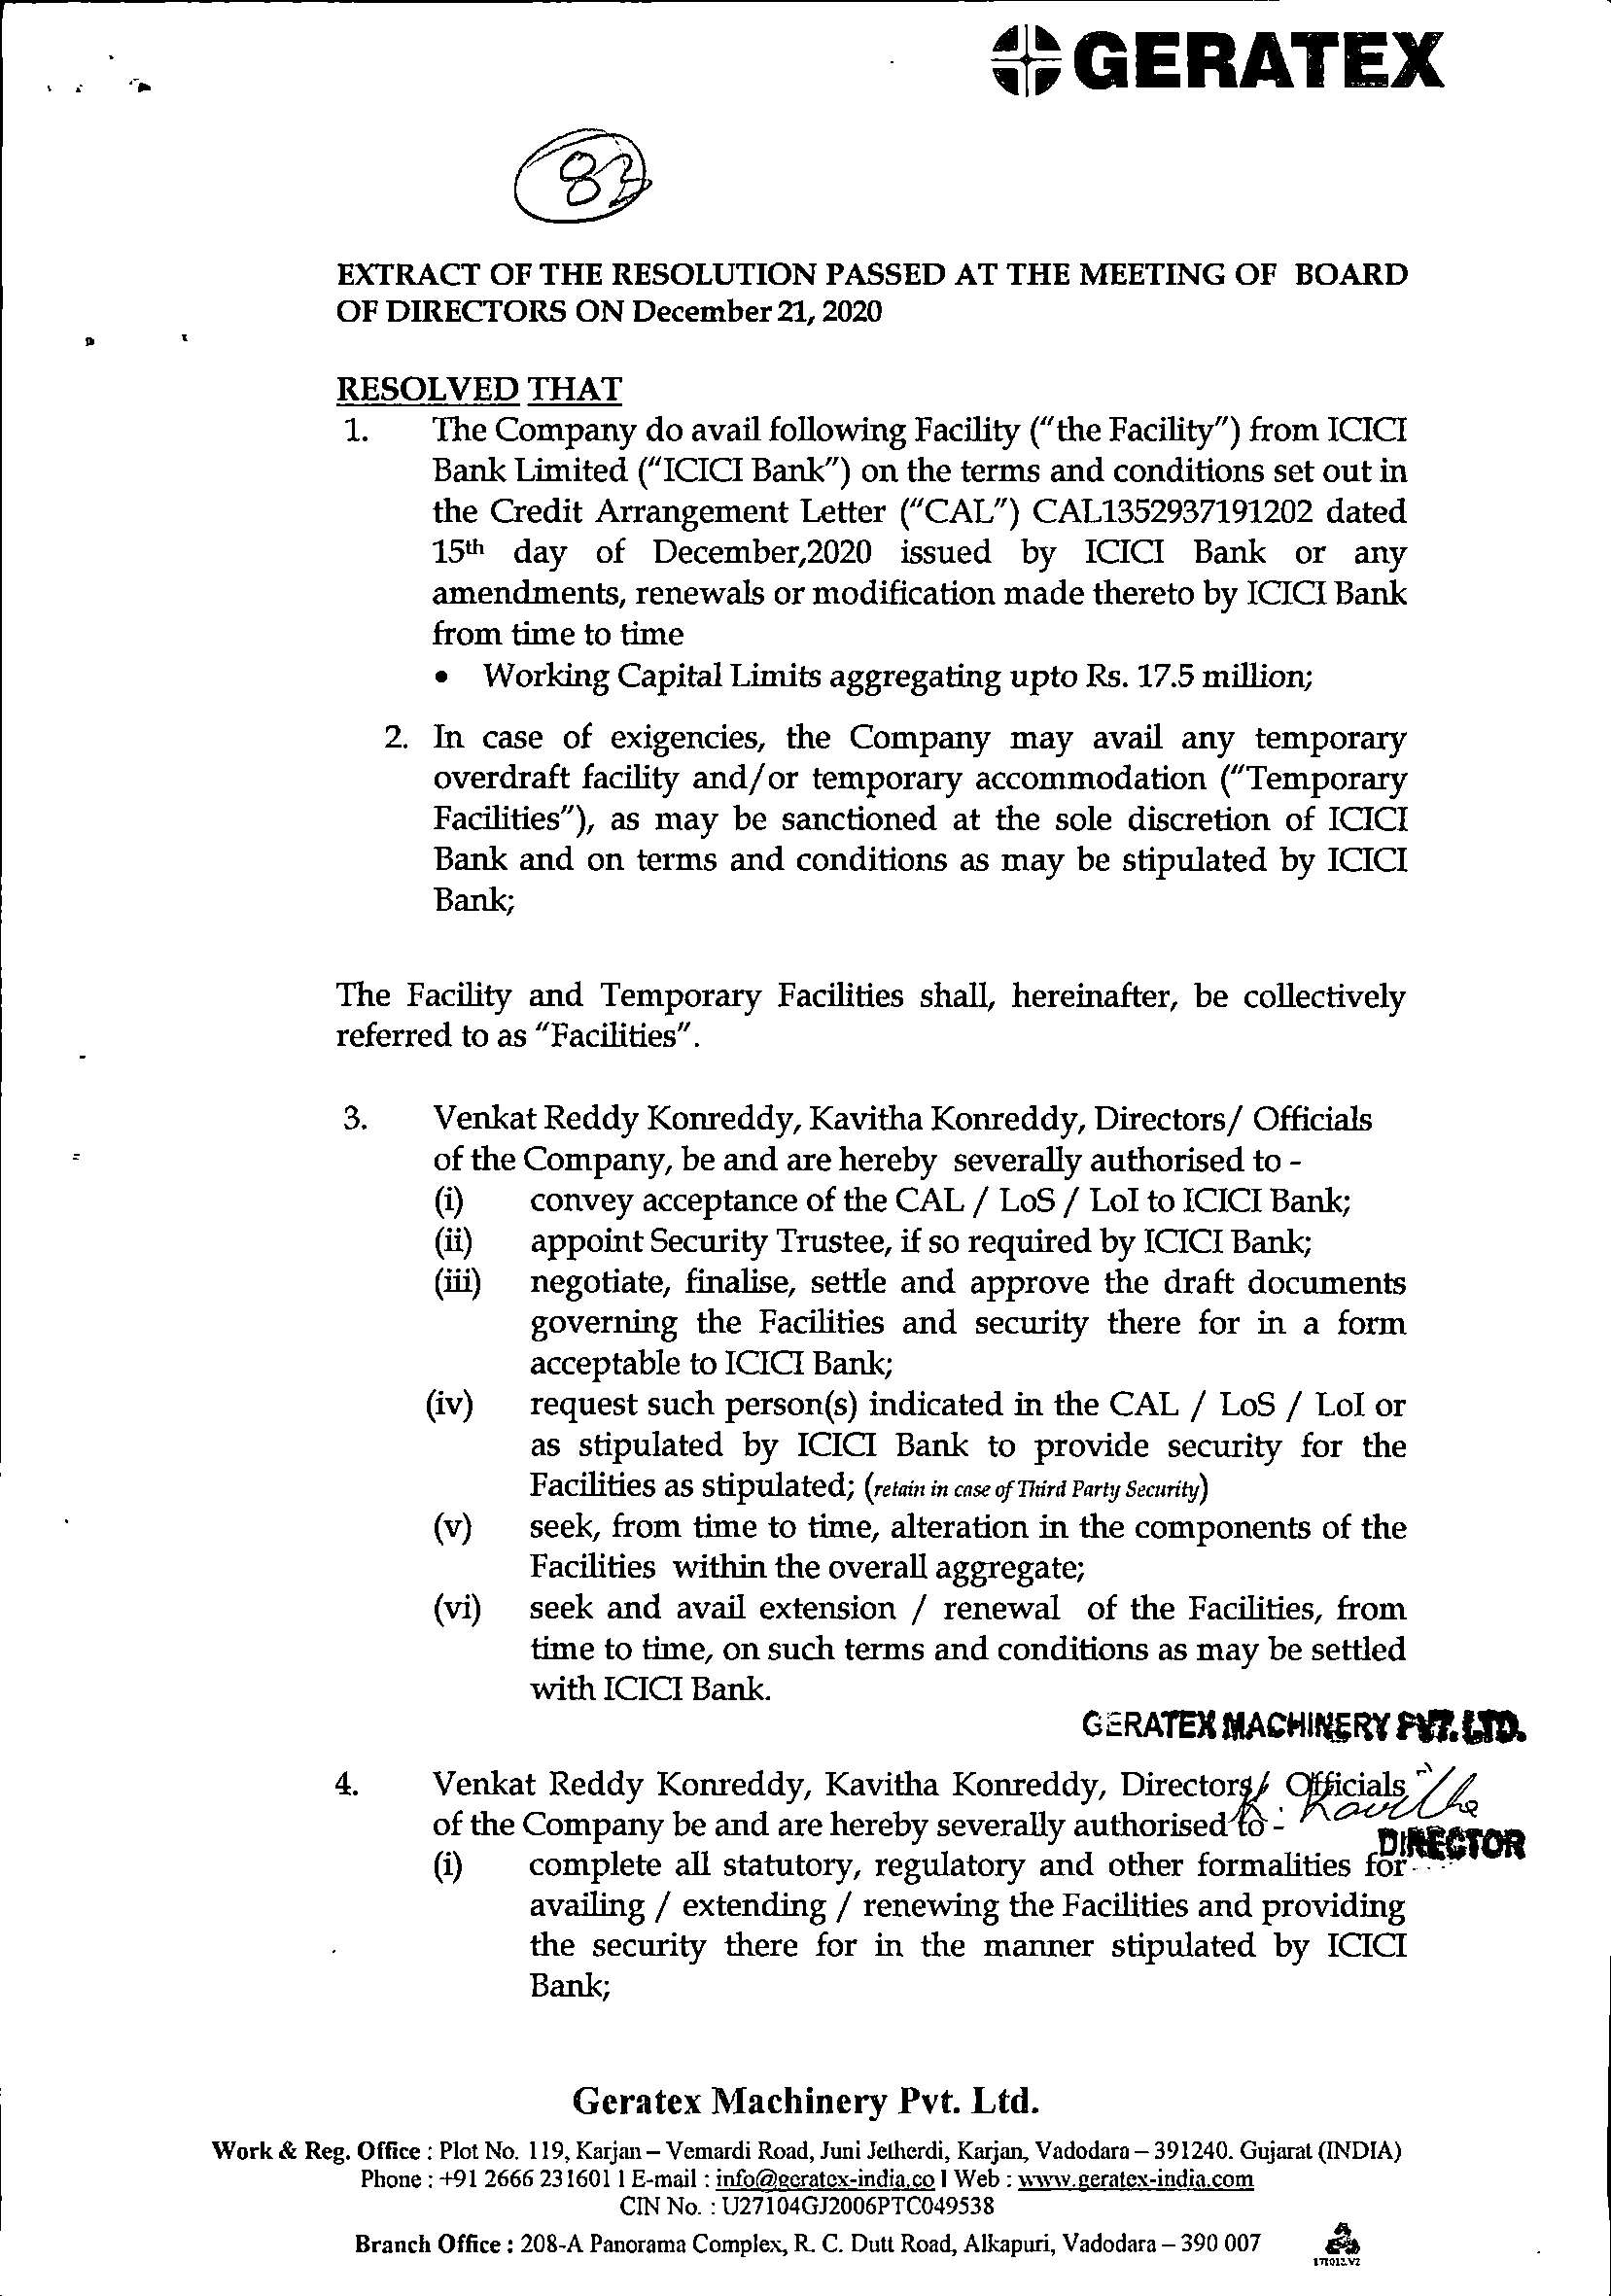 GERATEX
83
EXTRACT OF THE RESOLUTION PASSED AT THE MEETING OF BOARD
OF DIRECTORS ON December 21, 2020
RESOLVED THAT
1. The Company do avail following Facility ("the Facility") from ICICI
Bank Limited ("ICICI Bank") on the terms and conditions set out in
the Credit Arrangement Letter ("CAL") CAL1352937191202 dated
15th day of December,2020 issued by ICICI Bank or any
amendments, renewals or modification made thereto by ICICI Bank
from time to time
• Working Capital Limits aggregating upto Rs. 17.5 million;
2. In case of exigencies, the Company may avail any temporary
overdraft facility and/or temporary accommodation ("Temporary
Facilities"), as may be sanctioned at the sole discretion of ICICI
Bank and on terms and conditions as may be stipulated by ICICI
Bank;
The Facility and Temporary Facilities shall, hereinafter, be collectively
referred to as "Facilities".
3. Venkat Reddy Konreddy, Kavitha Konreddy, Directors/ Officials
of the Company, be and are hereby severally authorised to -
(i) convey acceptance of the CAL / LoS / LoI to ICICI Bank;
(ii) appoint Security Trustee, if so required by ICICI Bank;
(iii) negotiate, finalise, settle and approve the draft documents
governing the Facilities and security there for in a form
acceptable to ICICI Bank;
(iv) request such person(s) indicated in the CAL / LoS / LoI or
as stipulated by ICICI Bank to provide security for the
Facilities as stipulated; (retain in case of Third Party Security)
(v) seek, from time to time, alteration in the components of the
Facilities within the overall aggregate;
(vi) seek and avail extension / renewal of the Facilities, from
time to time, on such terms and conditions as may be settled
with ICICI Bank.
GERATEX MACHINERY PVT. LTD.
4. Venkat Reddy Konreddy, Kavitha Konreddy, Directors/ Officials
K. Kavitha
of the Company be and are hereby severally authorised to -
DIRECTOR
(i) complete all statutory, regulatory and other formalities for
availing / extending / renewing the Facilities and providing
the security there for in the manner stipulated by ICICI
Bank;
Geratex Machinery Pvt. Ltd.
Work & Reg. Office : Plot No. 119, Karjan – Vemardi Road, Juni Jetherdi, Karjan, Vadodara – 391240. Gujarat (INDIA)
Phone : +91 2666 231601 l E-mail : info@geratex-india.co l Web : www.geratex-india.com
CIN No. : U27104GJ2006PTC049538
Branch Office : 208-A Panorama Complex, R. C. Dutt Road, Alkapuri, Vadodara – 390 007